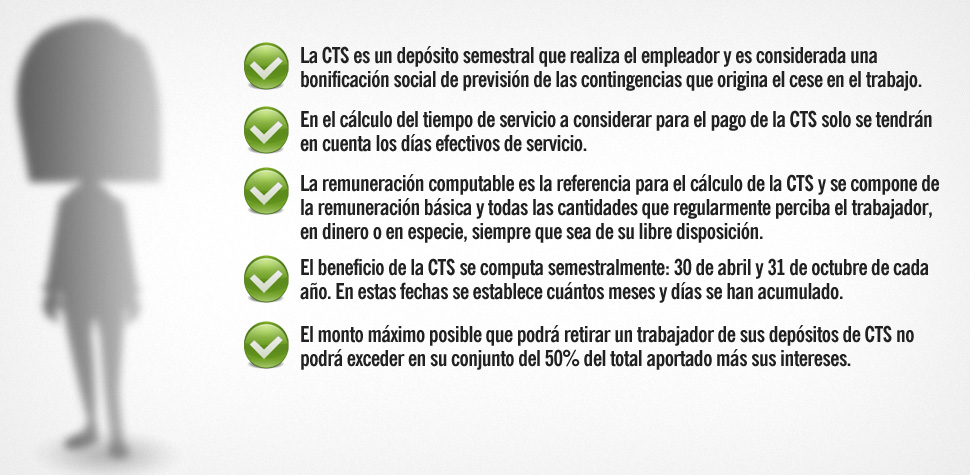 La CTS es un depósito semestral que realiza el empleador y es considerada una
bonificación social de previsión de las contingencias que origina el cese en el trabajo.
En el cálculo del tiempo de servicio a considerar para el pago de la CTS solo se tendrán
en cuenta los días efectivos de servicio.
La remuneración computable es la referencia para el cálculo de la CTS y se compone de
la remuneración básica y todas las cantidades que regularmente perciba el trabajador,
en dinero o en especie, siempre que sea de su libre disposición.
El beneficio de la CTS se computa semestralmente: 30 de abril y 31 de octubre de cada
año. En estas fechas se establece cuántos meses y días se han acumulado.
El monto máximo posible que podrá retirar un trabajador de sus depósitos de CTS no
podrá exceder en su conjunto del 50% del total aportado más sus intereses.